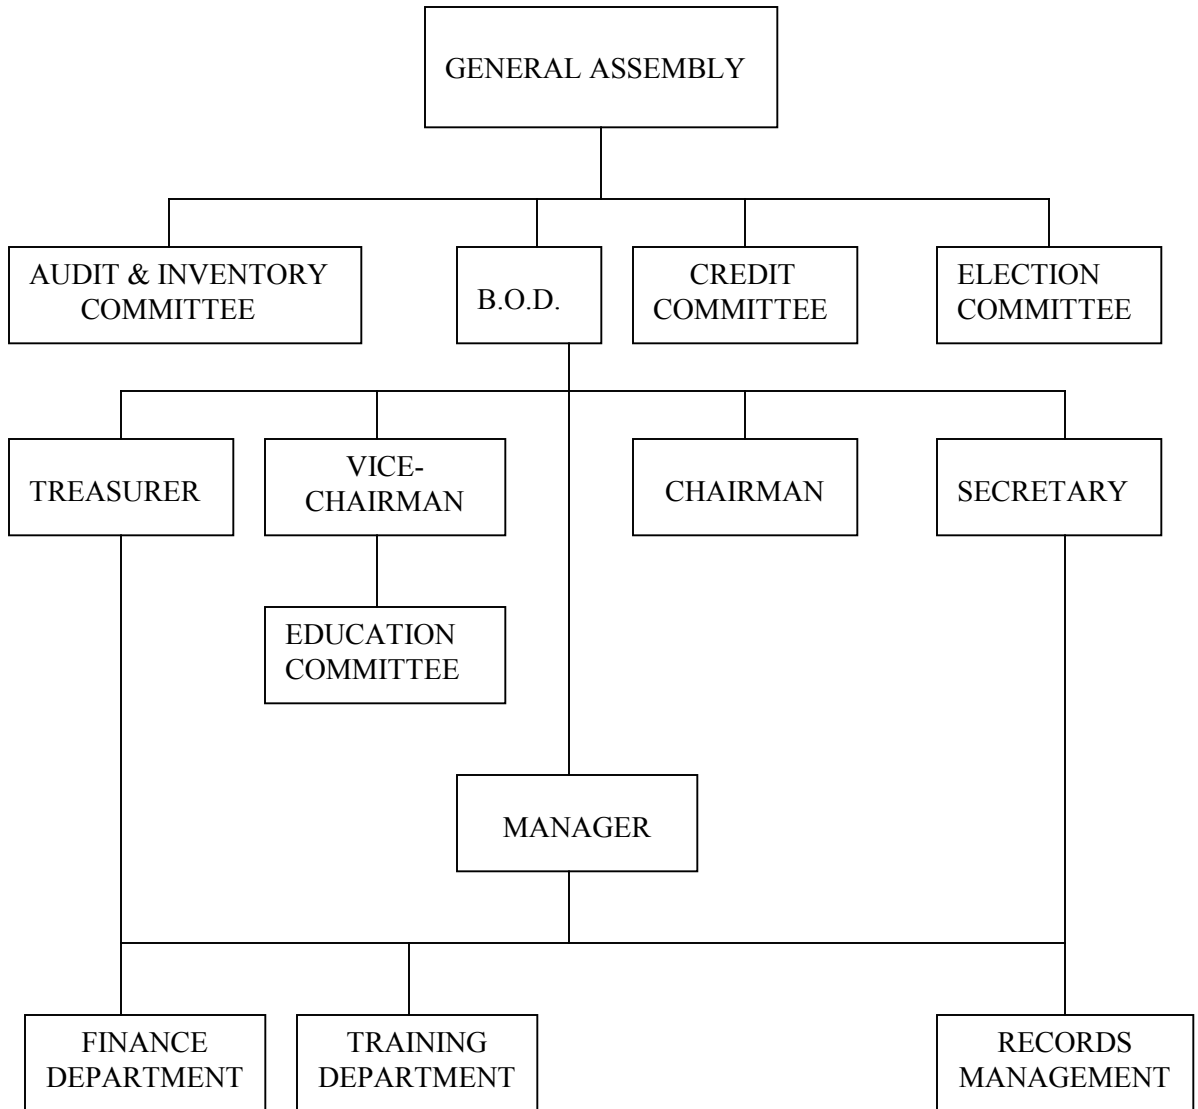 GENERAL ASSEMBLY
AUDIT & INVENTORY
COMMITTEE
B.O.D.
CREDIT
COMMITTEE
ELECTION
COMMITTEE
TREASURER
VICE-
CHAIRMAN
CHAIRMAN
SECRETARY
EDUCATION
COMMITTEE
MANAGER
FINANCE
DEPARTMENT
TRAINING
DEPARTMENT
RECORDS
MANAGEMENT